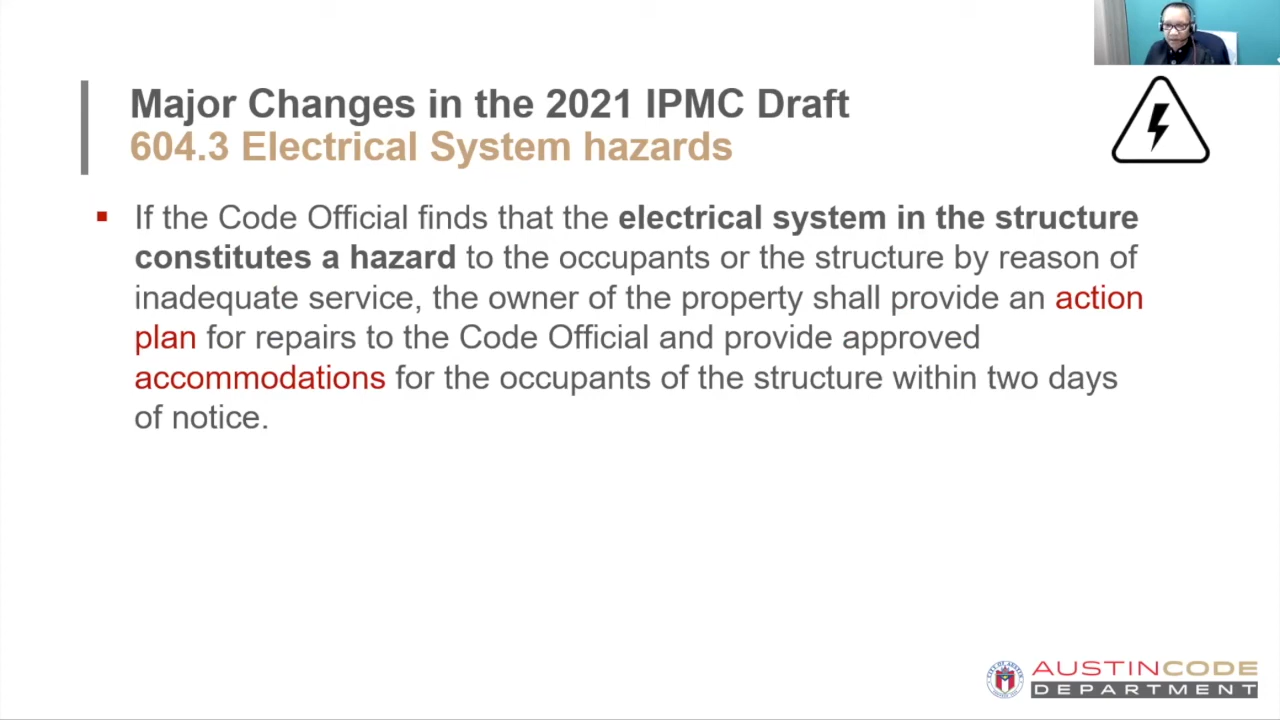 Major Changes in the 2021 IPMC Draft
604.3 Electrical System hazards
If the Code Official finds that the electrical system in the structure
constitutes a hazard to the occupants or the structure by reason of
inadequate service, the owner of the property shall provide an action
plan for repairs to the Code Official and provide approved
accommodations for the occupants of the structure within two days
of notice.
AUSTINCODE
DEPARTMENT